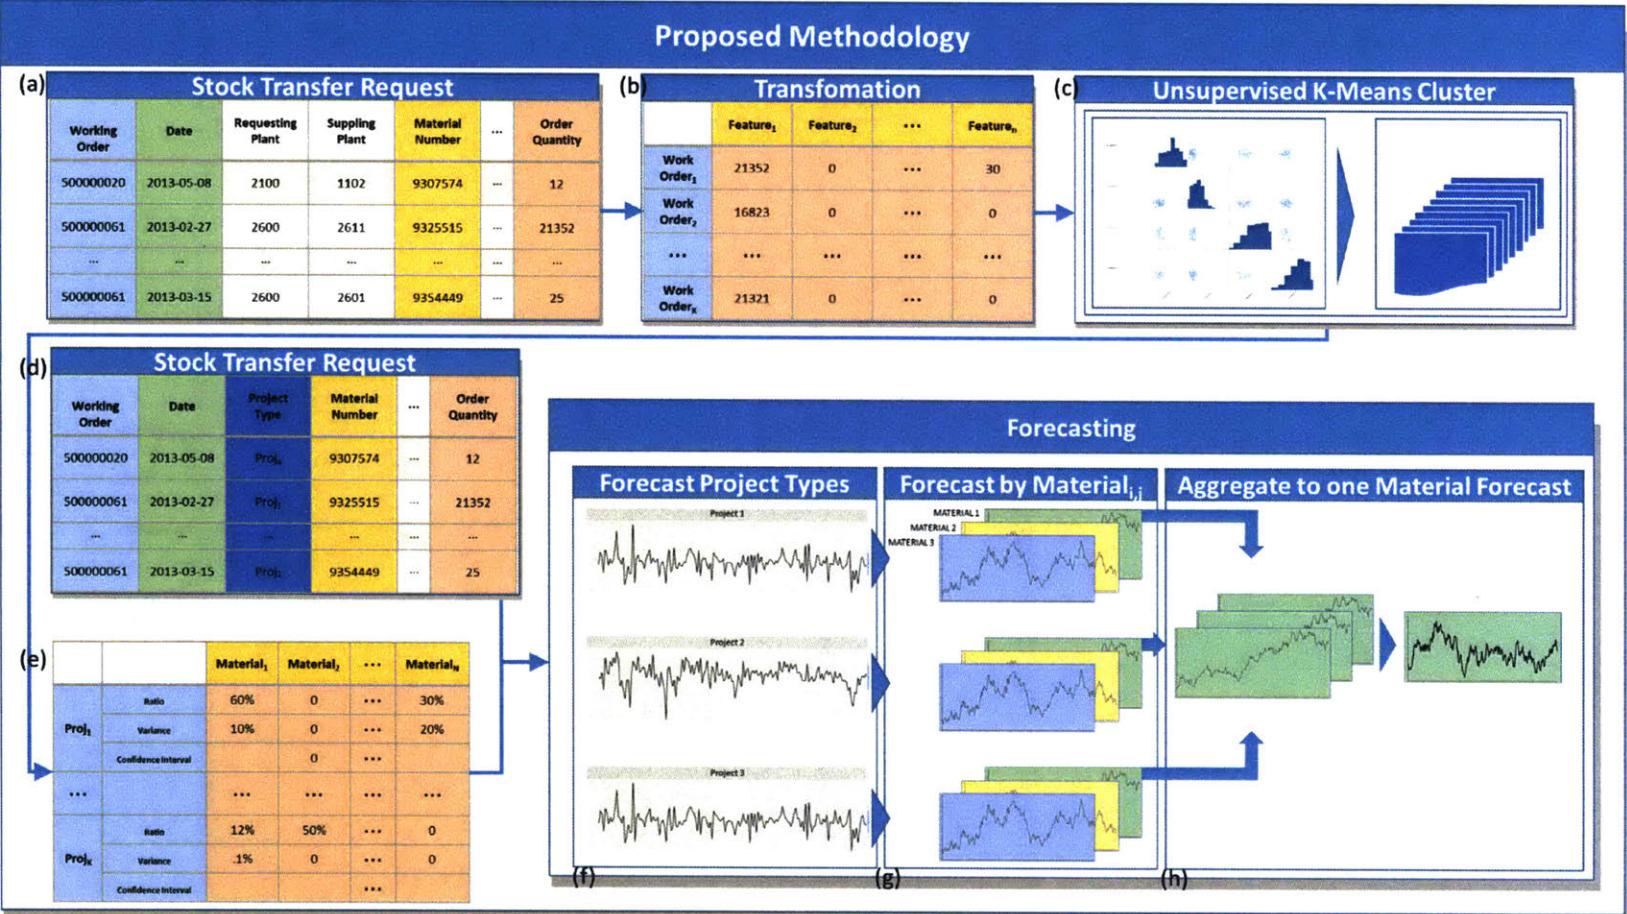 Proposed Methodology
(a)
Stock Transfer Request
Working Order Date Requesting Plant Suppling Plant Material Number ... Order Quantity
500000020 2013-05-08 2100 1102 9307574 ... 12
500000061 2013-02-27 2600 2611 9325515 ... 21352
... ... ... ... ... ... ...
500000061 2013-03-15 2600 2601 9354449 ... 25
(b)
Transfomation
Feature1 Feature2 ... Featuren
Work Order1 21352 0 ... 30
Work Order2 16823 0 ... 0
... ... ... ... ...
Work OrderK 21321 0 ... 0
(c)
Unsupervised K-Means Cluster
(d)
Stock Transfer Request
Working Order Date Project Type Material Number ... Order Quantity
500000020 2013-05-08 9307574 ... 12
500000061 2013-02-27 9325515 ... 21352
... ... ... ... ...
500000061 2013-03-15 9354449 ... 25
(e)
Material1 Material2 ... MaterialN
Proj1
Ratio 60% 0 ... 30%
Variance 10% 0 ... 20%
Confidence Interval 0 ...
... ... ... ... ...
ProjK
Ratio 12% 50% ... 0
Variance .1% 0 ... 0
Confidence Interval ...
Forecasting
Forecast Project Types
Project 1
Project 2
Project 3
(f)
Forecast by Materiali,j
MATERIAL 1
MATERIAL 2
MATERIAL 3
(g)
Aggregate to one Material Forecast
(h)